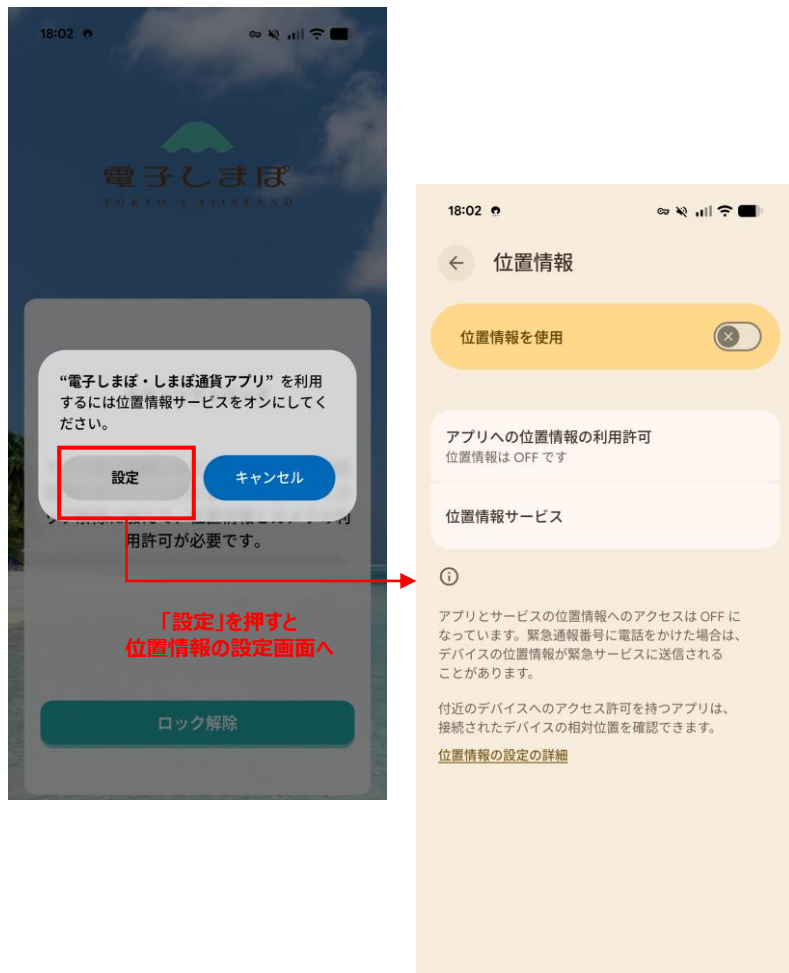 18:02
電子しまぽ
“電子しまぽ・しまぽ通貨アプリ” を利用
するには位置情報サービスをオンにしてく
ださい。
設定
キャンセル
用許可が必要です。
「設定」を押すと
位置情報の設定画面へ
ロック解除
18:02
位置情報
位置情報を使用
アプリへの位置情報の利用許可
位置情報は OFF です
位置情報サービス
アプリとサービスの位置情報へのアクセスは OFF に
なっています。緊急通報番号に電話をかけた場合は、
デバイスの位置情報が緊急サービスに送信される
ことがあります。
付近のデバイスへのアクセス許可を持つアプリは、
接続されたデバイスの相対位置を確認できます。
位置情報の設定の詳細